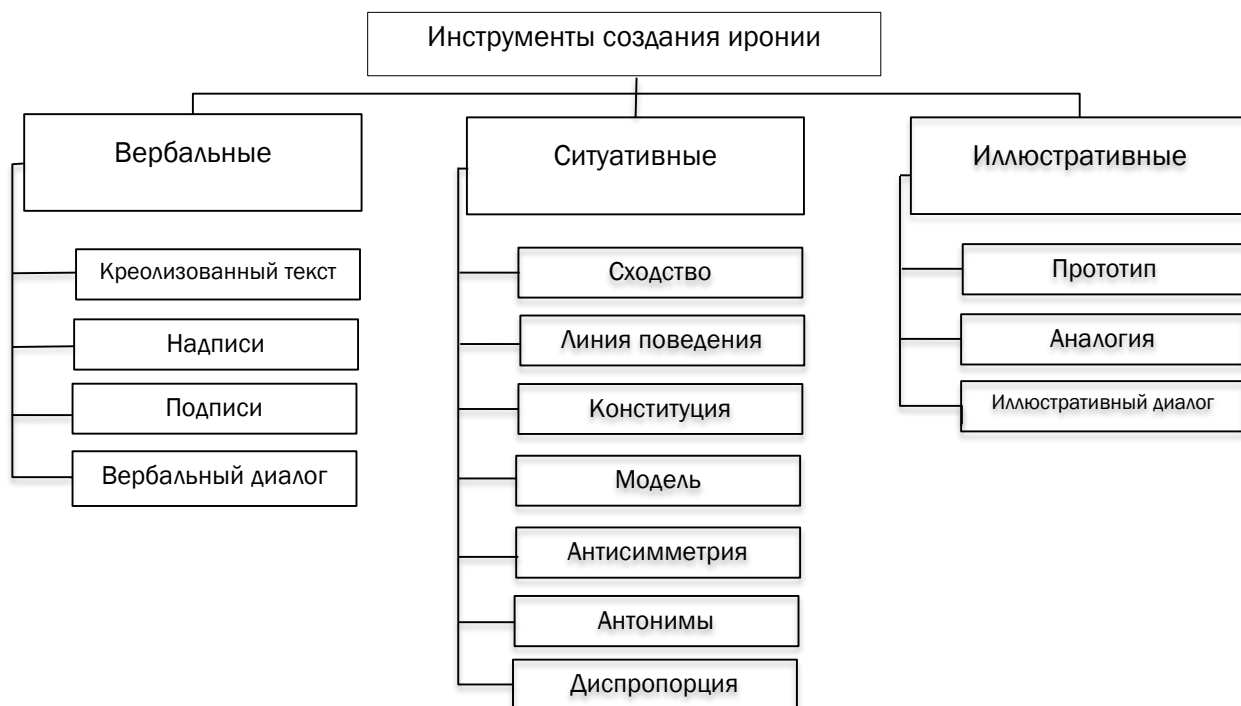 Инструменты создания иронии
Вербальные
Креолизованный текст
Надписи
Подписи
Вербальный диалог
Ситуативные
Сходство
Линия поведения
Конституция
Модель
Антисимметрия
Антонимы
Диспропорция
Иллюстративные
Прототип
Аналогия
Иллюстративный диалог